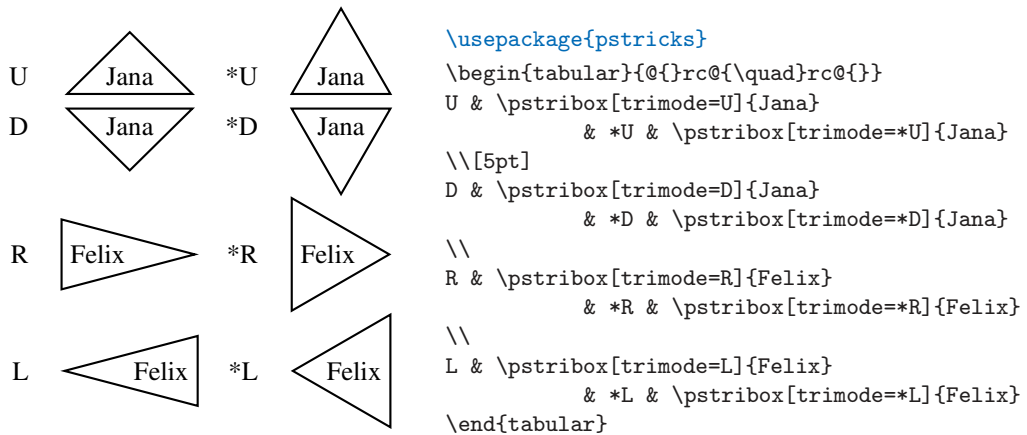 U Jana *U Jana
D Jana *D Jana
R Felix *R Felix
L Felix *L Felix
\usepackage{pstricks}
\begin{tabular}{@{}rc@{\quad}rc@{}}
U & \pstribox[trimode=U]{Jana}
& *U & \pstribox[trimode=*U]{Jana}
\\[5pt]
D & \pstribox[trimode=D]{Jana}
& *D & \pstribox[trimode=*D]{Jana}
\\
R & \pstribox[trimode=R]{Felix}
& *R & \pstribox[trimode=*R]{Felix}
\\
L & \pstribox[trimode=L]{Felix}
& *L & \pstribox[trimode=*L]{Felix}
\end{tabular}